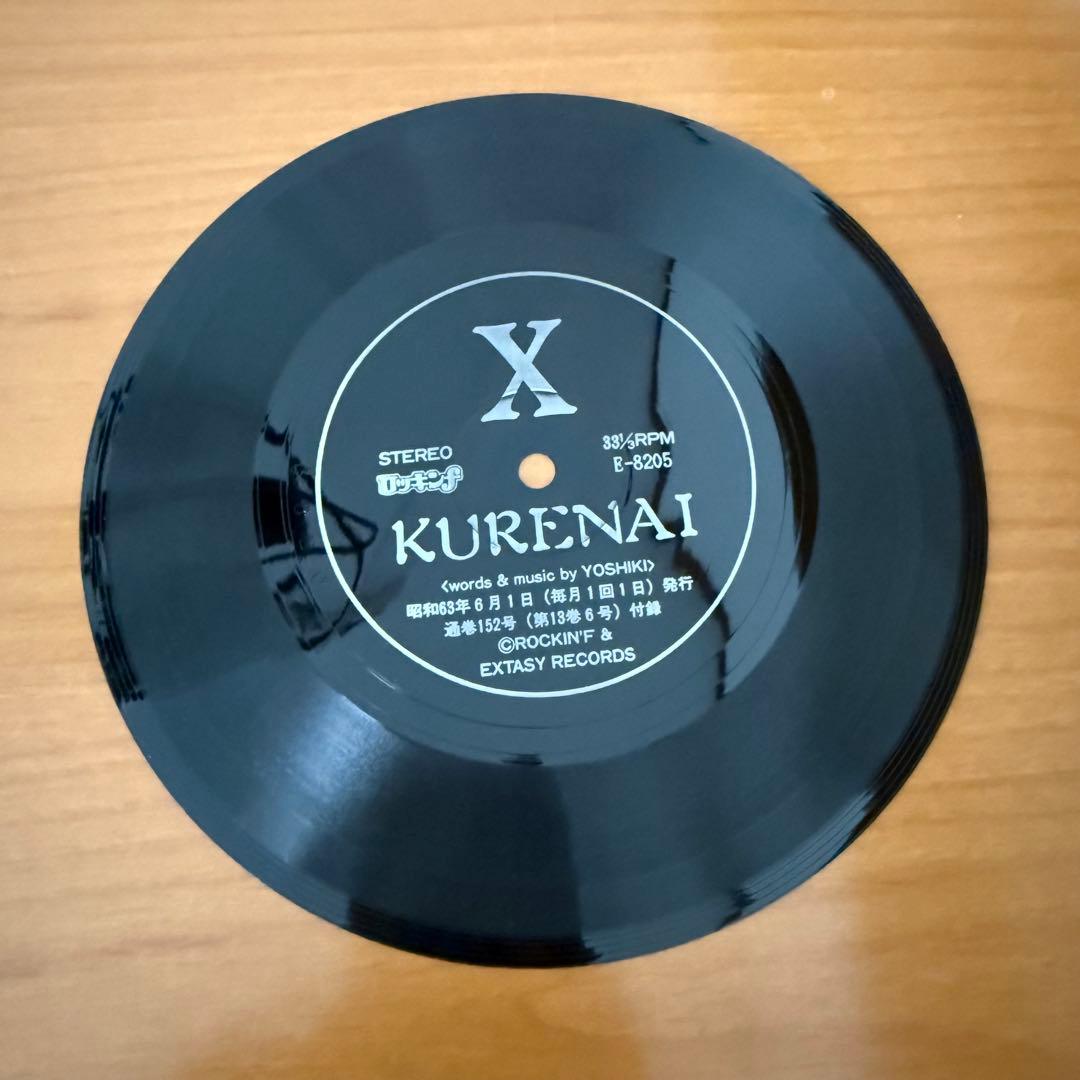 X
STEREO
33⅓RPM
ロッキンf
E-8205
KURENAI
<words & music by YOSHIKI>
昭和63年6月1日（毎月1回1日）発行
通巻152号（第13巻6号）付録
©ROCKIN'F &
EXTASY RECORDS